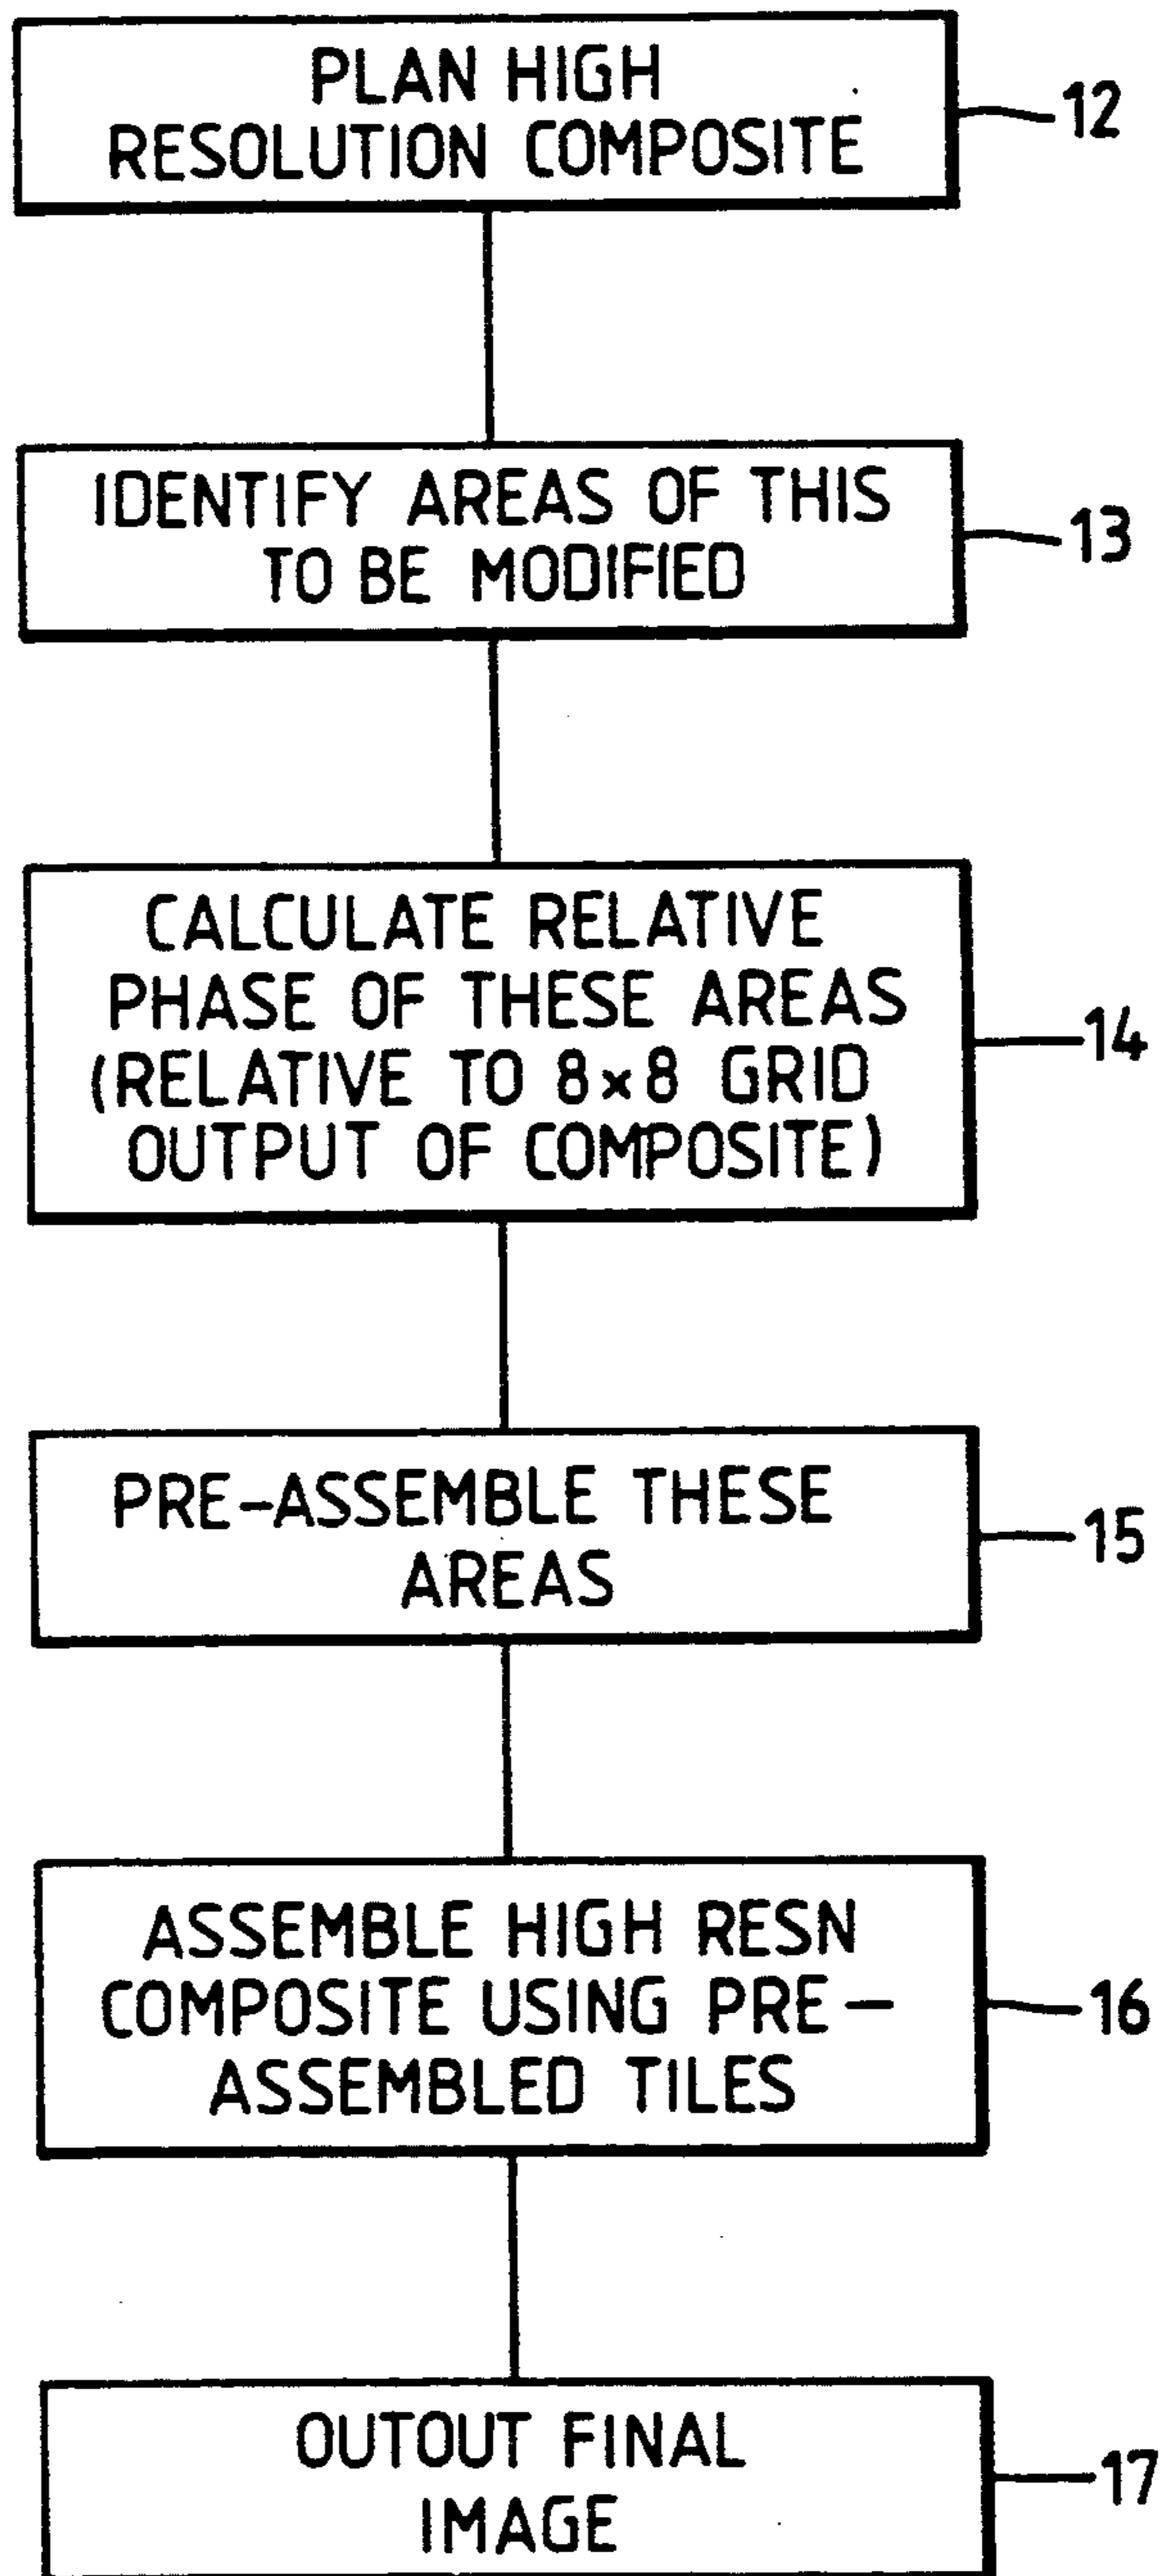 PLAN HIGH
RESOLUTION COMPOSITE
12
IDENTIFY AREAS OF THIS
TO BE MODIFIED
13
CALCULATE RELATIVE
PHASE OF THESE AREAS
(RELATIVE TO 8×8 GRID
OUTPUT OF COMPOSITE)
14
PRE-ASSEMBLE THESE
AREAS
15
ASSEMBLE HIGH RESN
COMPOSITE USING PRE-
ASSEMBLED TILES
16
OUTOUT FINAL
IMAGE
17